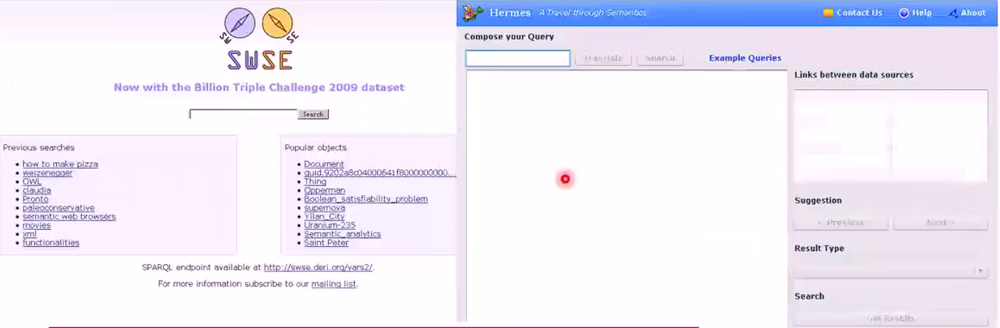 SW
SE
SWSE
Now with the Billion Triple Challenge 2009 dataset
Search
Previous searches
how to make pizza
weizenegger
OWL
claudia
Pronto
paleoconservative
semantic web browsers
movies
xml
functionalities
Popular objects
Document
guid.9202a8c04000641f8000000000...
Thing
Opperman
Boolean_satisfiability_problem
supernova
Yilan_City
Uranium-235
Semantic_analytics
Saint Peter
SPARQL endpoint available at http://swse.deri.org/yars2/.
For more information subscribe to our mailing list.
Hermes A Travel through Semantics
Contact Us Help About
Compose your Query
Translate Search Example Queries
Links between data sources
Suggestion
< Previous Next >
Result Type
Search
Get Results